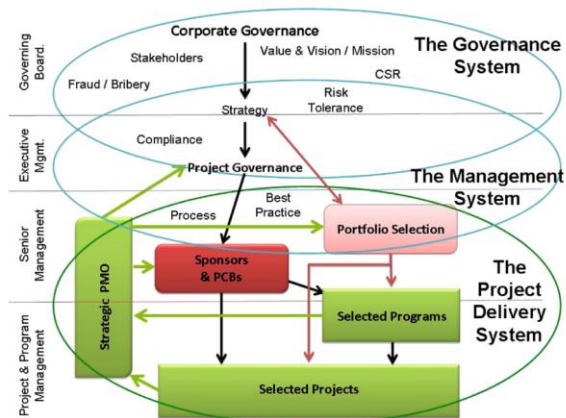 Corporate Governance
Governing
Board.
Stakeholders
Value & Vision / Mission
The Governance
System
CSR
Fraud / Bribery
Risk
Tolerance
Strategy
Executive
Mgmt.
Compliance
Project Governance
The Management
System
Senior
Management
Process
Best
Practice
Portfolio Selection
Sponsors
& PCBs
The
Project
Delivery
System
Strategic PMO
Selected Programs
Project & Program
Management
Selected Projects